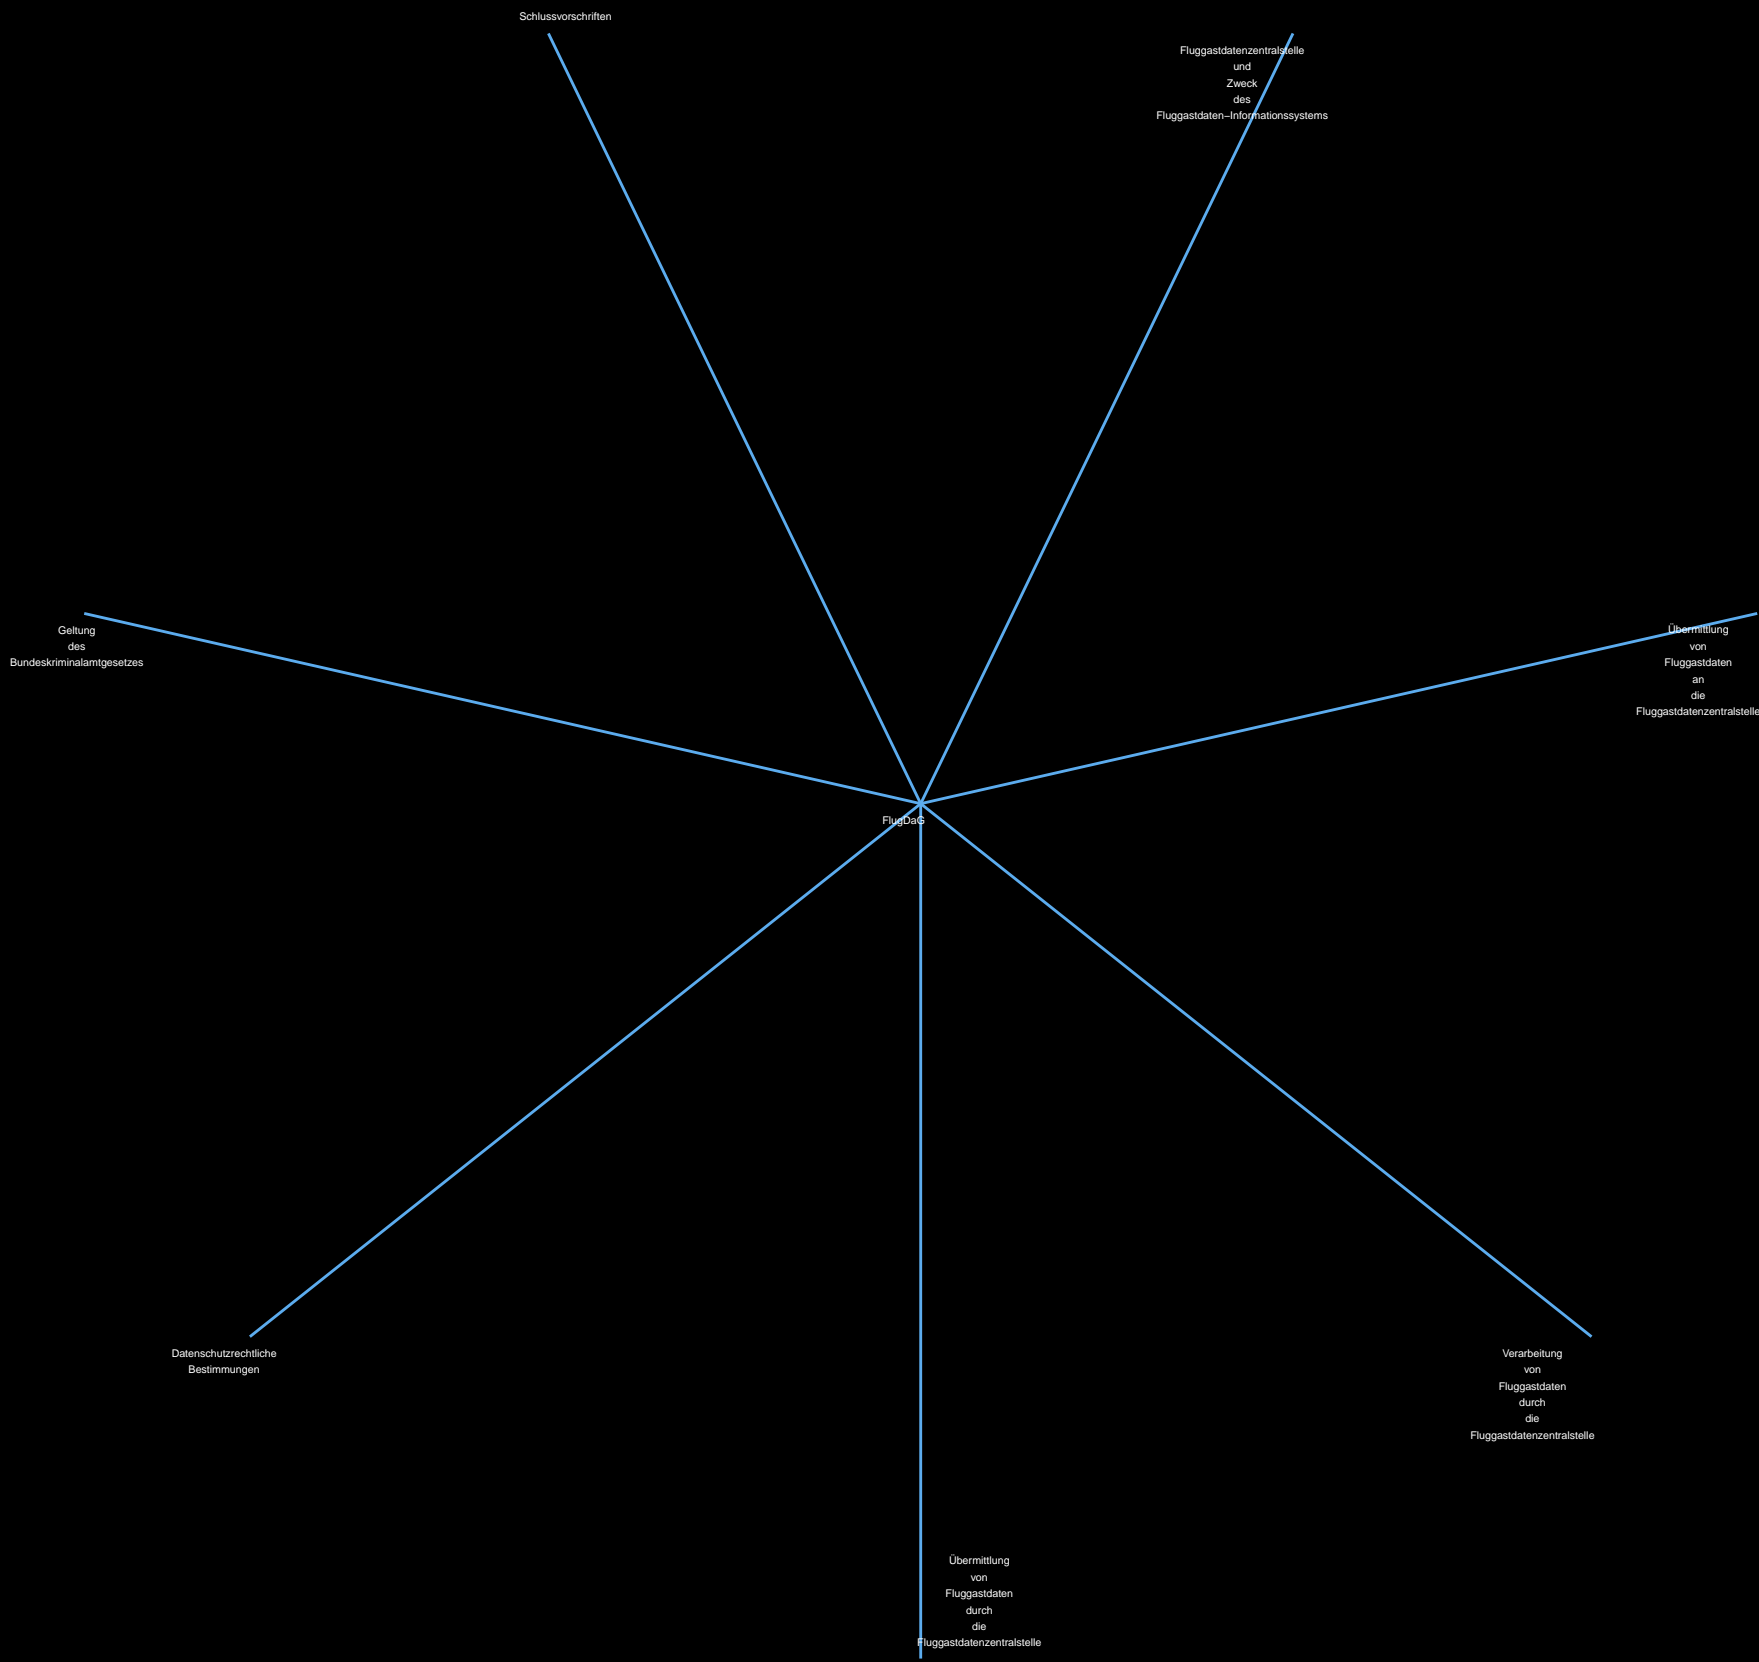 Schlussvorschriften
Fluggastdatenzentralstelle
und
Zweck
des
Fluggastdaten–Informationssystems
Geltung
des
Bundeskriminalamtgesetzes
Übermittlung
von
Fluggastdaten
an
die
Fluggastdatenzentralstelle
FlugDaG
Datenschutzrechtliche
Bestimmungen
Verarbeitung
von
Fluggastdaten
durch
die
Fluggastdatenzentralstelle
Übermittlung
von
Fluggastdaten
durch
die
Fluggastdatenzentralstelle